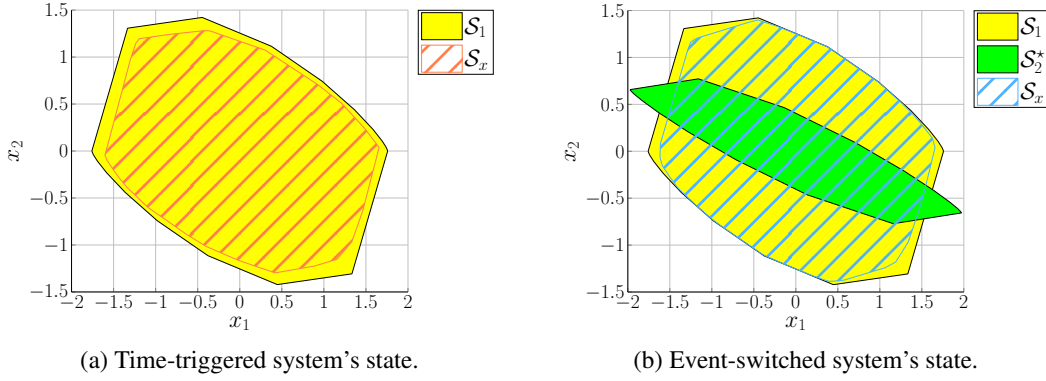 1.5
1
0.5
0
−0.5
−1
−1.5
x₂
−2 −1.5 −1 −0.5 0 0.5 1 1.5 2
x₁
𝒮₁
𝒮ₓ
(a) Time-triggered system's state.
1.5
1
0.5
0
−0.5
−1
−1.5
x₂
−2 −1.5 −1 −0.5 0 0.5 1 1.5 2
x₁
𝒮₁
𝒮₂⋆
𝒮ₓ
(b) Event-switched system's state.